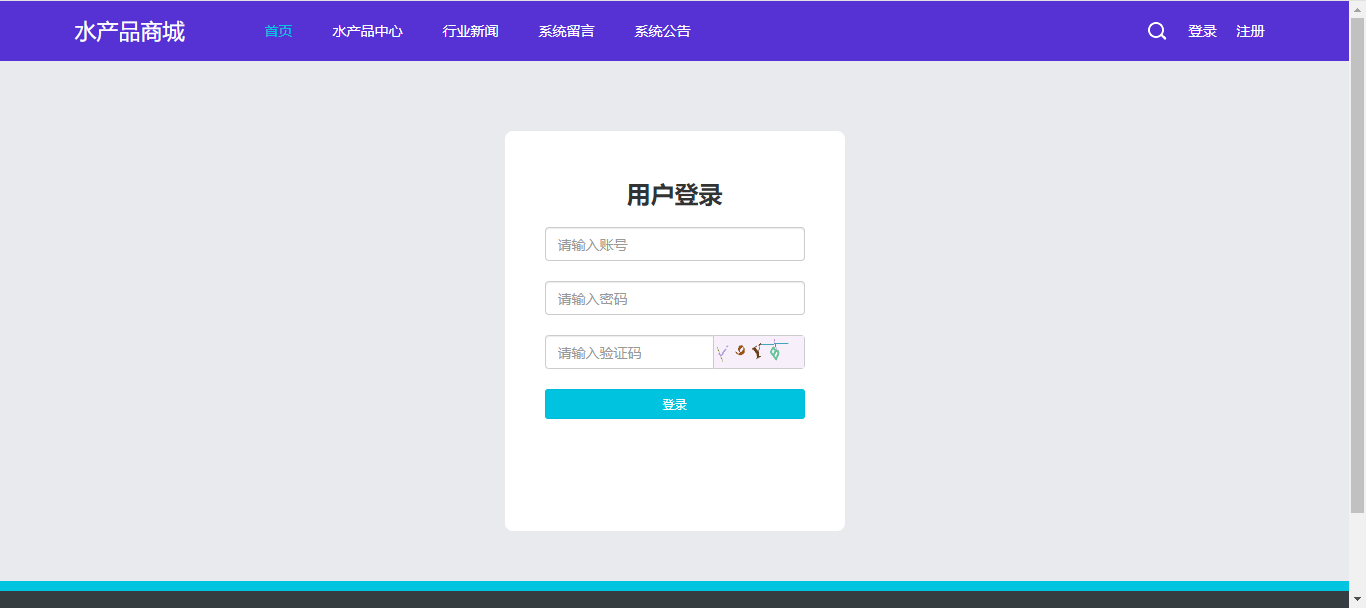 水产品商城
首页
水产品中心
行业新闻
系统留言
系统公告
登录
注册
用户登录
请输入账号
请输入密码
请输入验证码
登录